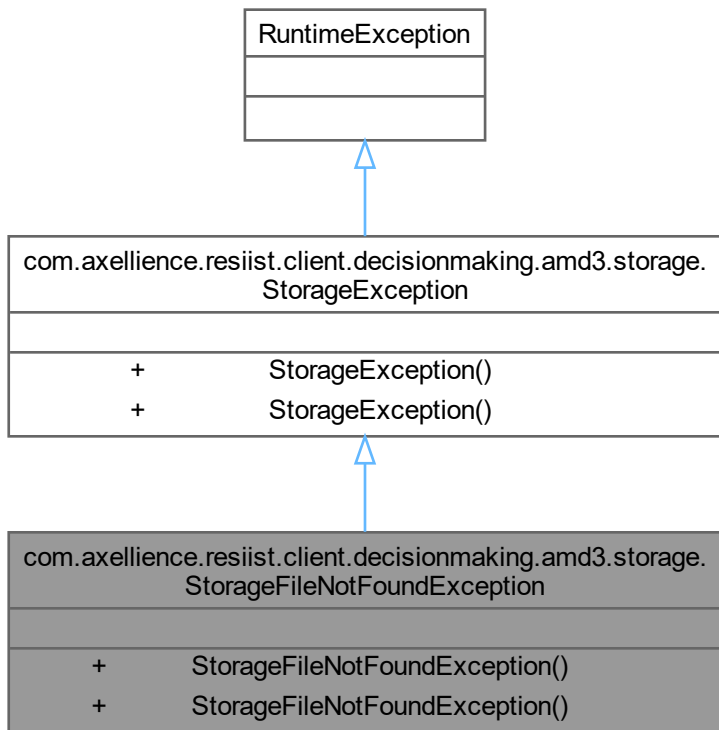 RuntimeException
com.axellience.resiist.client.decisionmaking.amd3.storage.
StorageException
+ StorageException()
+ StorageException()
com.axellience.resiist.client.decisionmaking.amd3.storage.
StorageFileNotFoundException
+ StorageFileNotFoundException()
+ StorageFileNotFoundException()